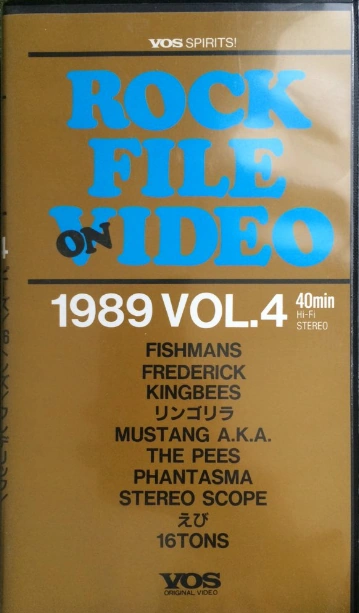 VOS SPIRITS!
ROCK
FILE
ON VIDEO
1989 VOL.4 40min
Hi-Fi
STEREO
FISHMANS
FREDERICK
KINGBEES
リンゴリラ
MUSTANG A.K.A.
THE PEES
PHANTASMA
STEREO SCOPE
えび
16TONS
VOS
ORIGINAL VIDEO